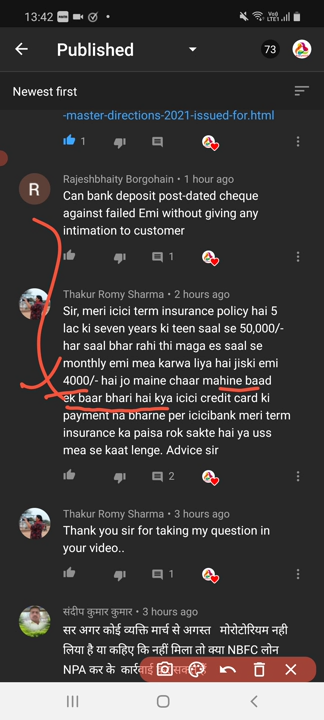 13:42
Published
73
Newest first
-master-directions-2021-issued-for.html
1
R
Rajeshbhaity Borgohain • 1 hour ago
Can bank deposit post-dated cheque
against failed Emi without giving any
intimation to customer
1
Thakur Romy Sharma • 2 hours ago
Sir, meri icici term insurance policy hai 5
lac ki seven years ki teen saal se 50,000/-
har saal bhar rahi thi maga es saal se
monthly emi mea karwa liya hai jiski emi
4000/- hai jo maine chaar mahine baad
ek baar bhari hai kya icici credit card ki
payment na bharne per icicibank meri term
insurance ka paisa rok sakte hai ya uss
mea se kaat lenge. Advice sir
2
Thakur Romy Sharma • 3 hours ago
Thank you sir for taking my question in
your video..
1
संदीप कुमार कुमार • 3 hours ago
सर अगर कोई व्यक्ति मार्च से अगस्त मोरोटोरियम नही
लिया है या कहिए कि नहीं मिला तो क्या NBFC लोन
NPA कर के